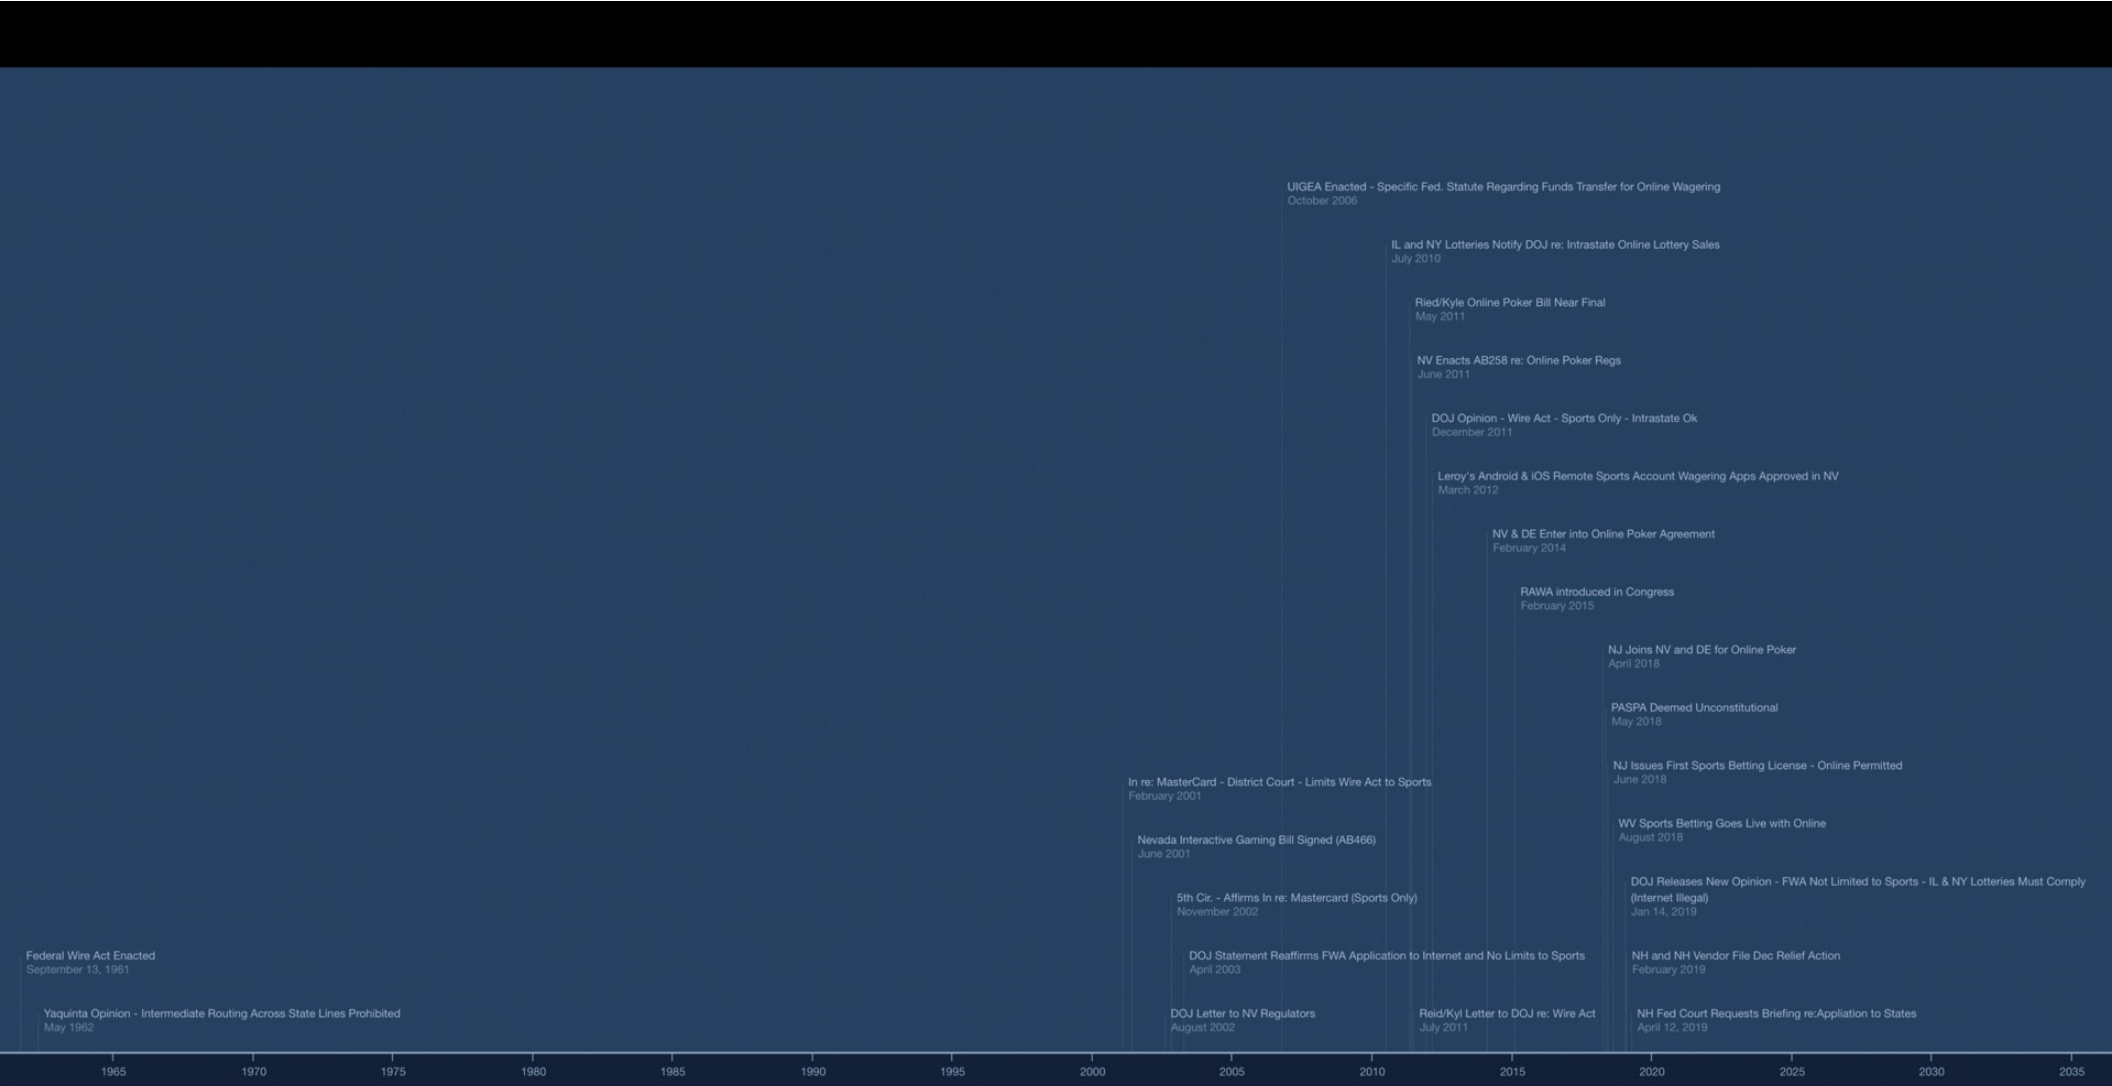 UIGEA Enacted - Specific Fed. Statute Regarding Funds Transfer for Online Wagering
October 2006
IL and NY Lotteries Notify DOJ re: Intrastate Online Lottery Sales
July 2010
Ried/Kyle Online Poker Bill Near Final
May 2011
NV Enacts AB258 re: Online Poker Regs
June 2011
DOJ Opinion - Wire Act - Sports Only - Intrastate Ok
December 2011
Leroy's Android & iOS Remote Sports Account Wagering Apps Approved in NV
March 2012
NV & DE Enter into Online Poker Agreement
February 2014
RAWA introduced in Congress
February 2015
NJ Joins NV and DE for Online Poker
April 2018
PASPA Deemed Unconstitutional
May 2018
NJ Issues First Sports Betting License - Online Permitted
June 2018
In re: MasterCard - District Court - Limits Wire Act to Sports
February 2001
WV Sports Betting Goes Live with Online
August 2018
Nevada Interactive Gaming Bill Signed (AB466)
June 2001
DOJ Releases New Opinion - FWA Not Limited to Sports - IL & NY Lotteries Must Comply
(Internet Illegal)
Jan 14, 2019
5th Cir. - Affirms In re: Mastercard (Sports Only)
November 2002
Federal Wire Act Enacted
September 13, 1961
DOJ Statement Reaffirms FWA Application to Internet and No Limits to Sports
April 2003
NH and NH Vendor File Dec Relief Action
February 2019
Yaquinta Opinion - Intermediate Routing Across State Lines Prohibited
May 1962
DOJ Letter to NV Regulators
August 2002
Reid/Kyl Letter to DOJ re: Wire Act
July 2011
NH Fed Court Requests Briefing re:Appliation to States
April 12, 2019
1965 1970 1975 1980 1985 1990 1995 2000 2005 2010 2015 2020 2025 2030 2035